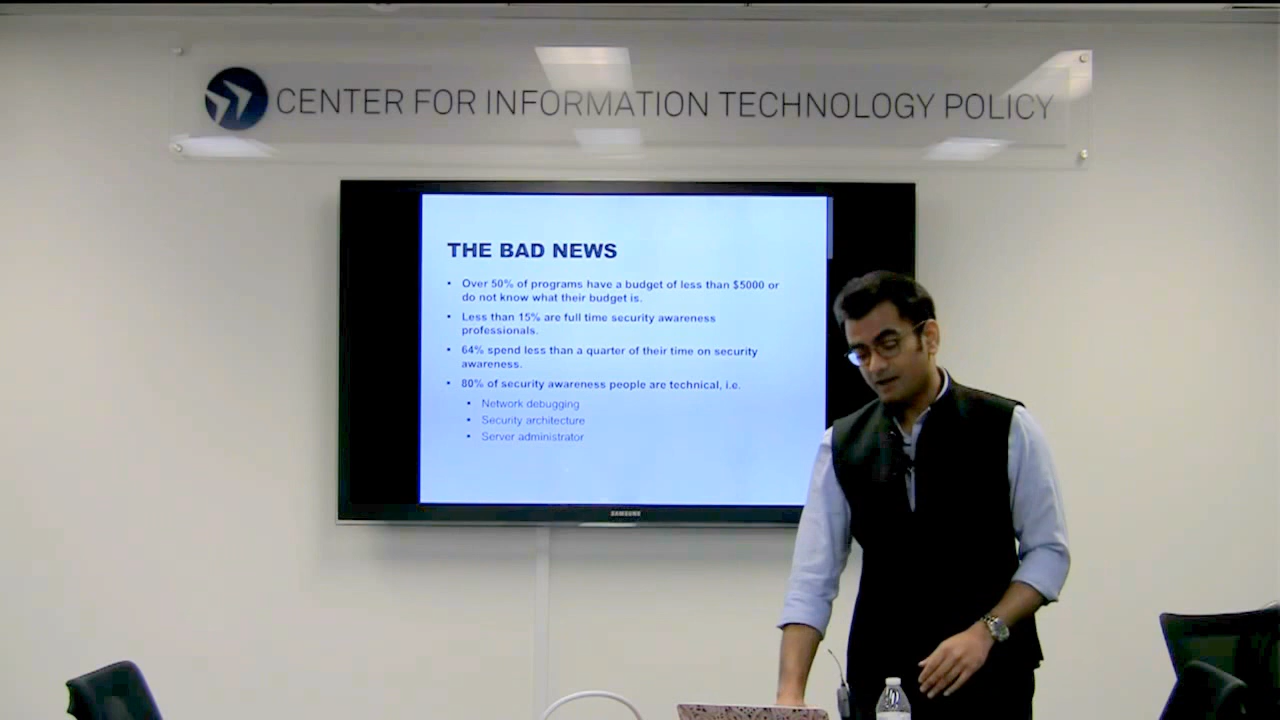 CENTER FOR INFORMATION TECHNOLOGY POLICY
THE BAD NEWS
• Over 50% of programs have a budget of less than $5000 or
do not know what their budget is.
• Less than 15% are full time security awareness
professionals.
• 64% spend less than a quarter of their time on security
awareness.
• 80% of security awareness people are technical, i.e.
• Network debugging
• Security architecture
• Server administrator
SAMSUNG